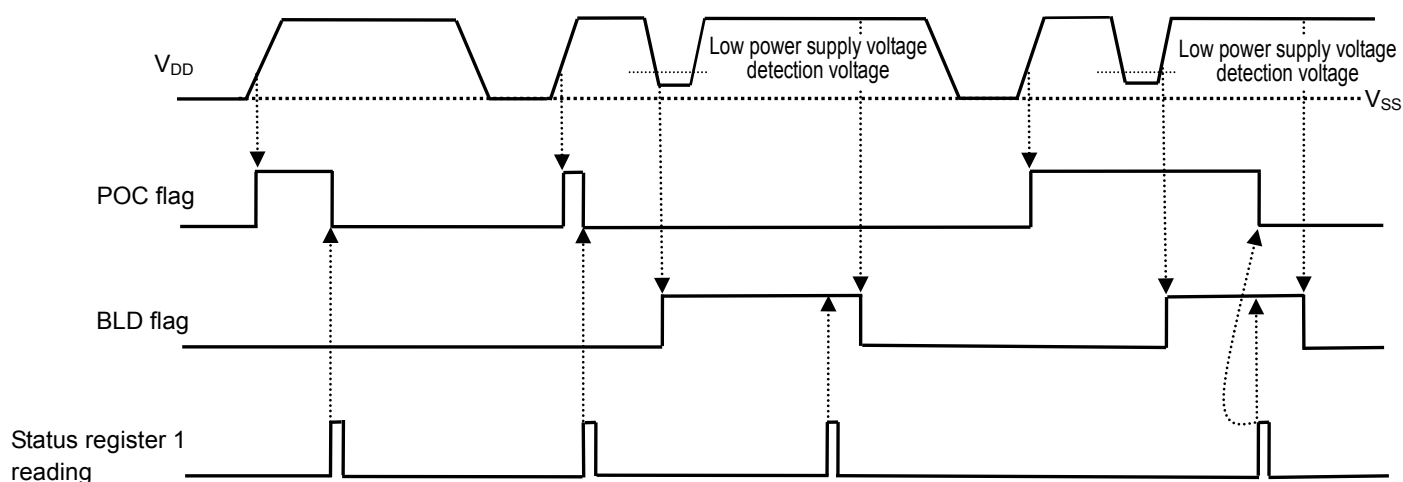 Low power supply voltage
detection voltage
Low power supply voltage
detection voltage
VDD
VSS
POC flag
BLD flag
Status register 1
reading